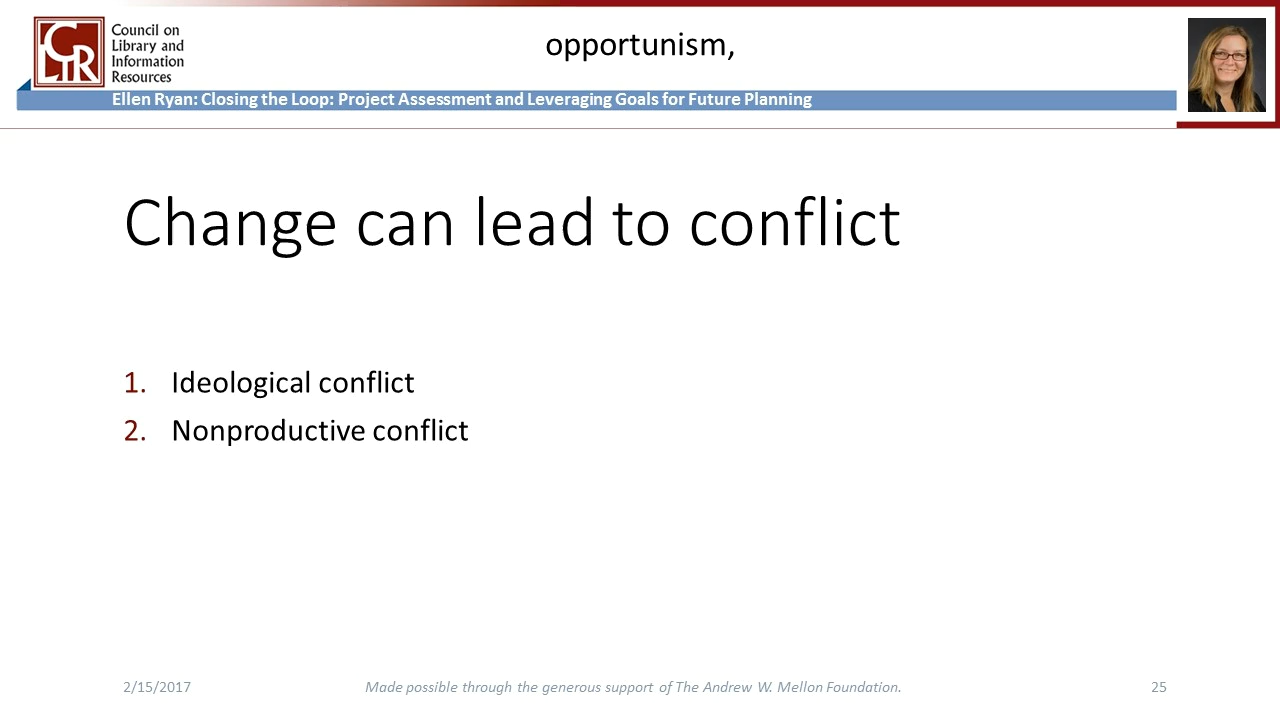 CLIR
Council on
Library and
Information
Resources
opportunism,
Ellen Ryan: Closing the Loop: Project Assessment and Leveraging Goals for Future Planning
Change can lead to conflict
1. Ideological conflict
2. Nonproductive conflict
2/15/2017
Made possible through the generous support of The Andrew W. Mellon Foundation.
25